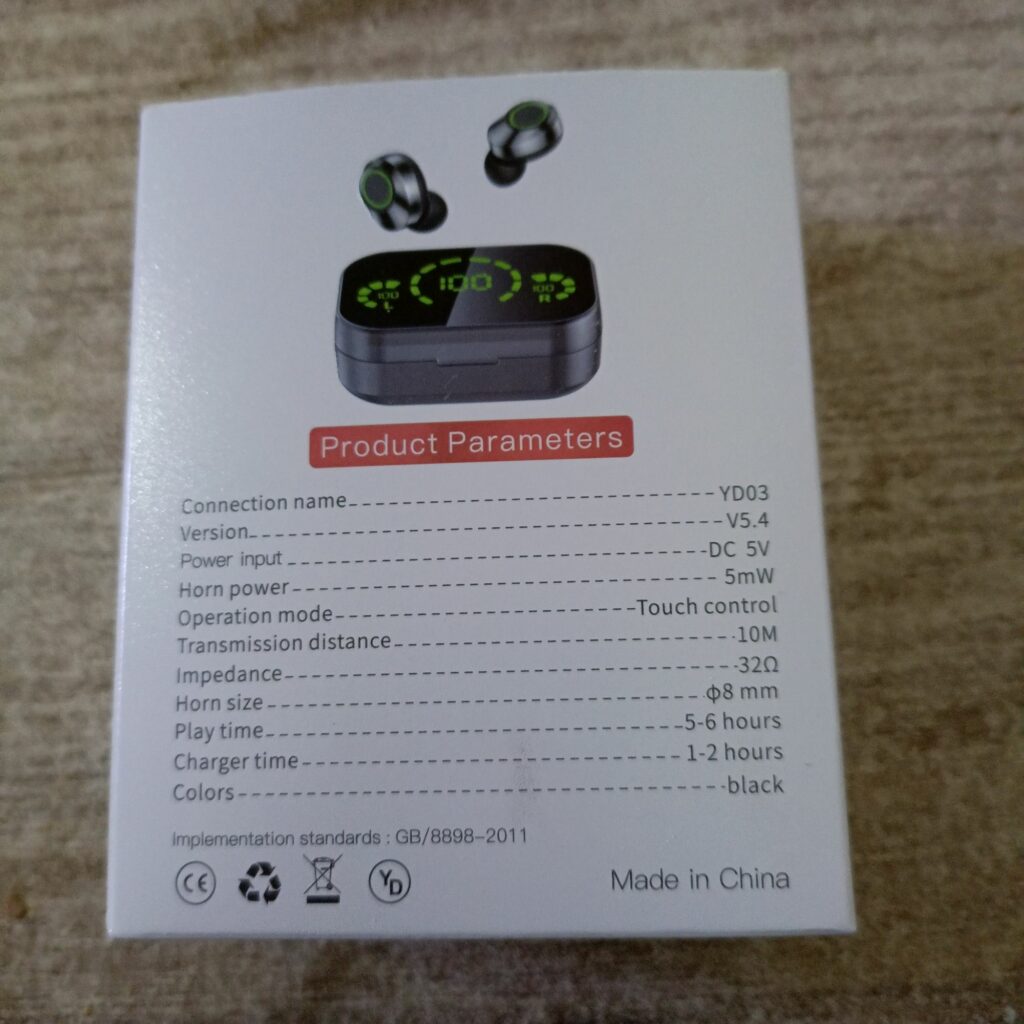 100
100
100
L
R
Product Parameters
Connection name YD03
Version V5.4
Power input DC 5V
Horn power 5mW
Operation mode Touch control
Transmission distance 10M
Impedance 32Ω
Horn size ф8 mm
Play time 5-6 hours
Charger time 1-2 hours
Colors black
Implementation standards : GB/8898-2011
CE
YD
Made in China